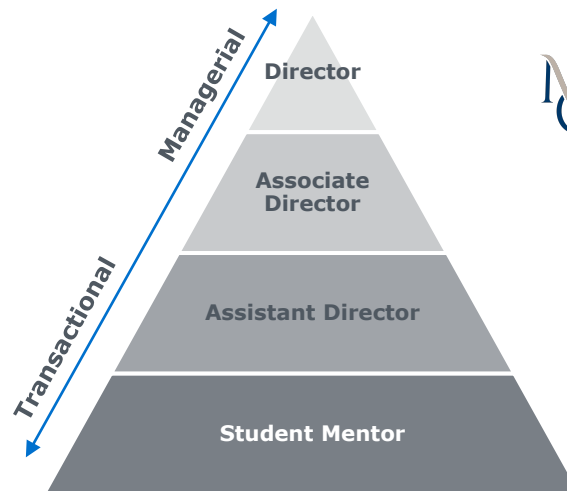 Managerial
Transactional
Director
Associate
Director
Assistant Director
Student Mentor